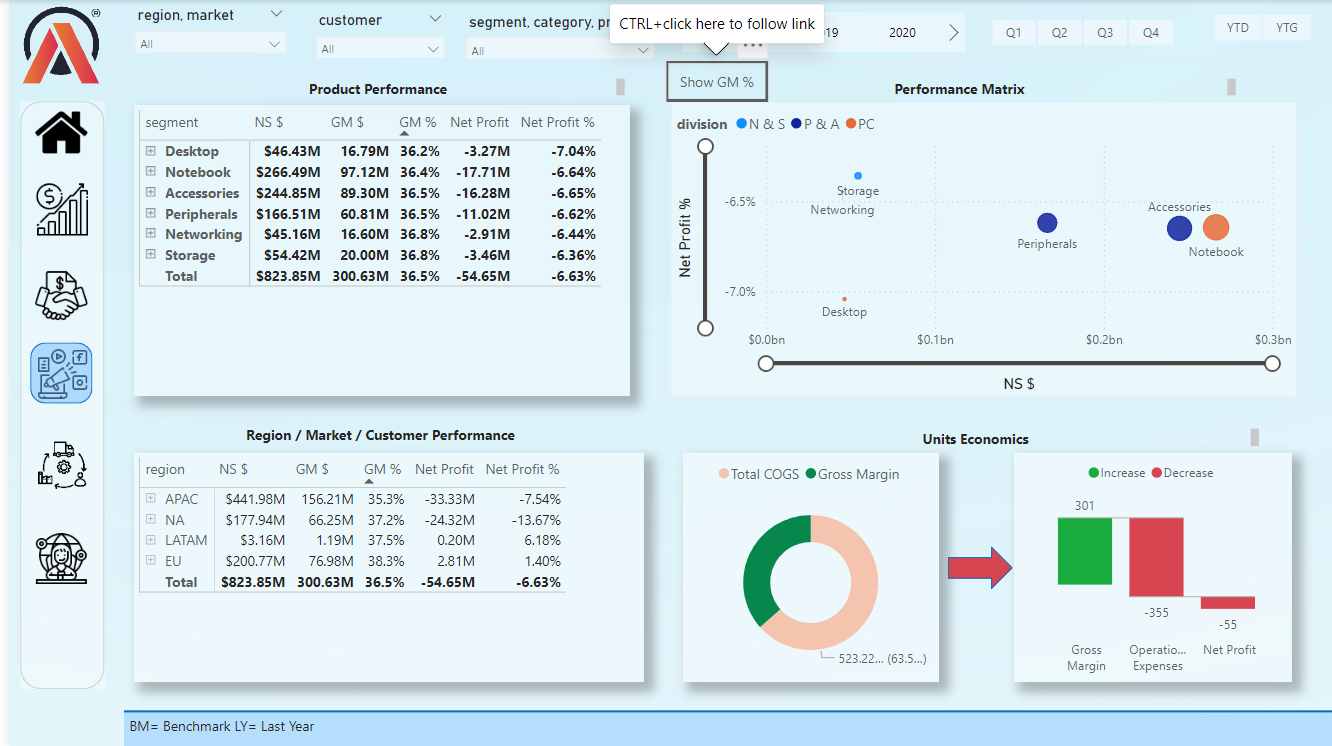 region, market
All
customer
All
segment, category, pr
All
CTRL+click here to follow link
19
2020
Q1 Q2 Q3 Q4
YTD YTG
Product Performance
segment NS $ GM $ GM % Net Profit Net Profit %
Desktop $46.43M 16.79M 36.2% -3.27M -7.04%
Notebook $266.49M 97.12M 36.4% -17.71M -6.64%
Accessories $244.85M 89.30M 36.5% -16.28M -6.65%
Peripherals $166.51M 60.81M 36.5% -11.02M -6.62%
Networking $45.16M 16.60M 36.8% -2.91M -6.44%
Storage $54.42M 20.00M 36.8% -3.46M -6.36%
Total $823.85M 300.63M 36.5% -54.65M -6.63%
Show GM %
Performance Matrix
division N & S P & A PC
Net Profit %
-6.5%
-7.0%
Storage
Networking
Peripherals
Accessories
Notebook
Desktop
$0.0bn $0.1bn $0.2bn $0.3bn
NS $
Region / Market / Customer Performance
region NS $ GM $ GM % Net Profit Net Profit %
APAC $441.98M 156.21M 35.3% -33.33M -7.54%
NA $177.94M 66.25M 37.2% -24.32M -13.67%
LATAM $3.16M 1.19M 37.5% 0.20M 6.18%
EU $200.77M 76.98M 38.3% 2.81M 1.40%
Total $823.85M 300.63M 36.5% -54.65M -6.63%
Units Economics
Total COGS Gross Margin
523.22... (63.5...)
Increase Decrease
301
-355
-55
Gross
Margin
Operatio...
Expenses
Net Profit
BM= Benchmark LY= Last Year